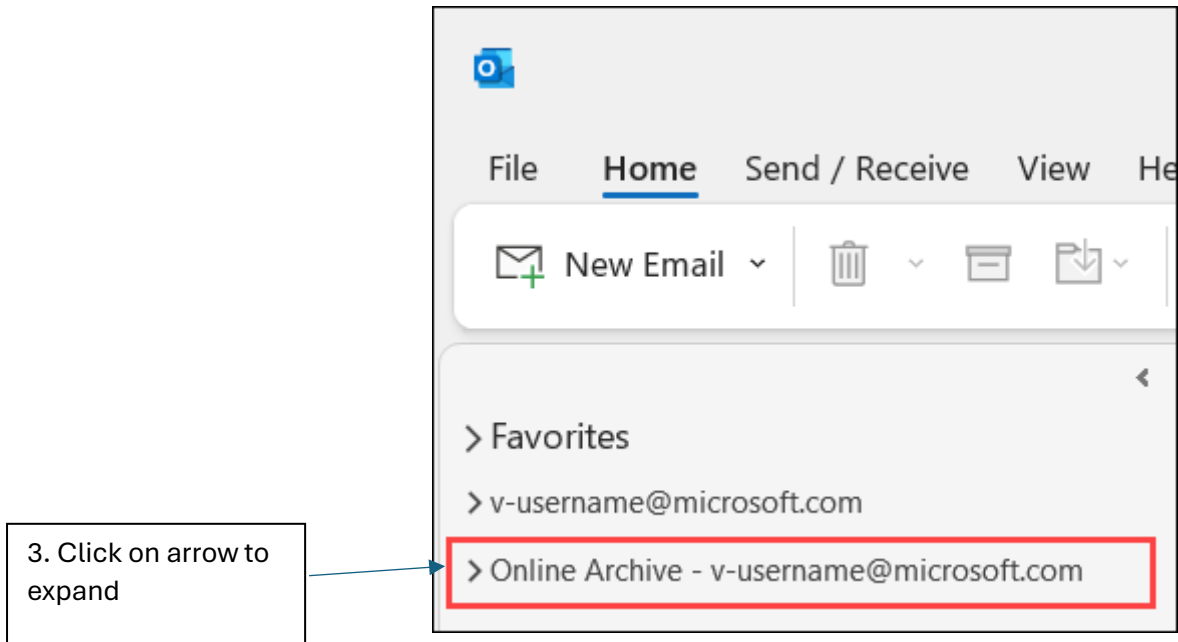 File Home Send / Receive View He
New Email
Favorites
v-username@microsoft.com
3. Click on arrow to
expand
Online Archive - v-username@microsoft.com